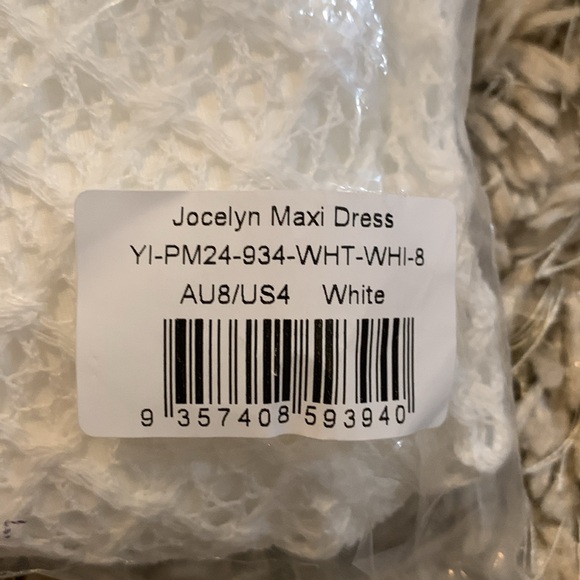 Jocelyn Maxi Dress
YI-PM24-934-WHT-WHI-8
AU8/US4 White
9 357408 593940